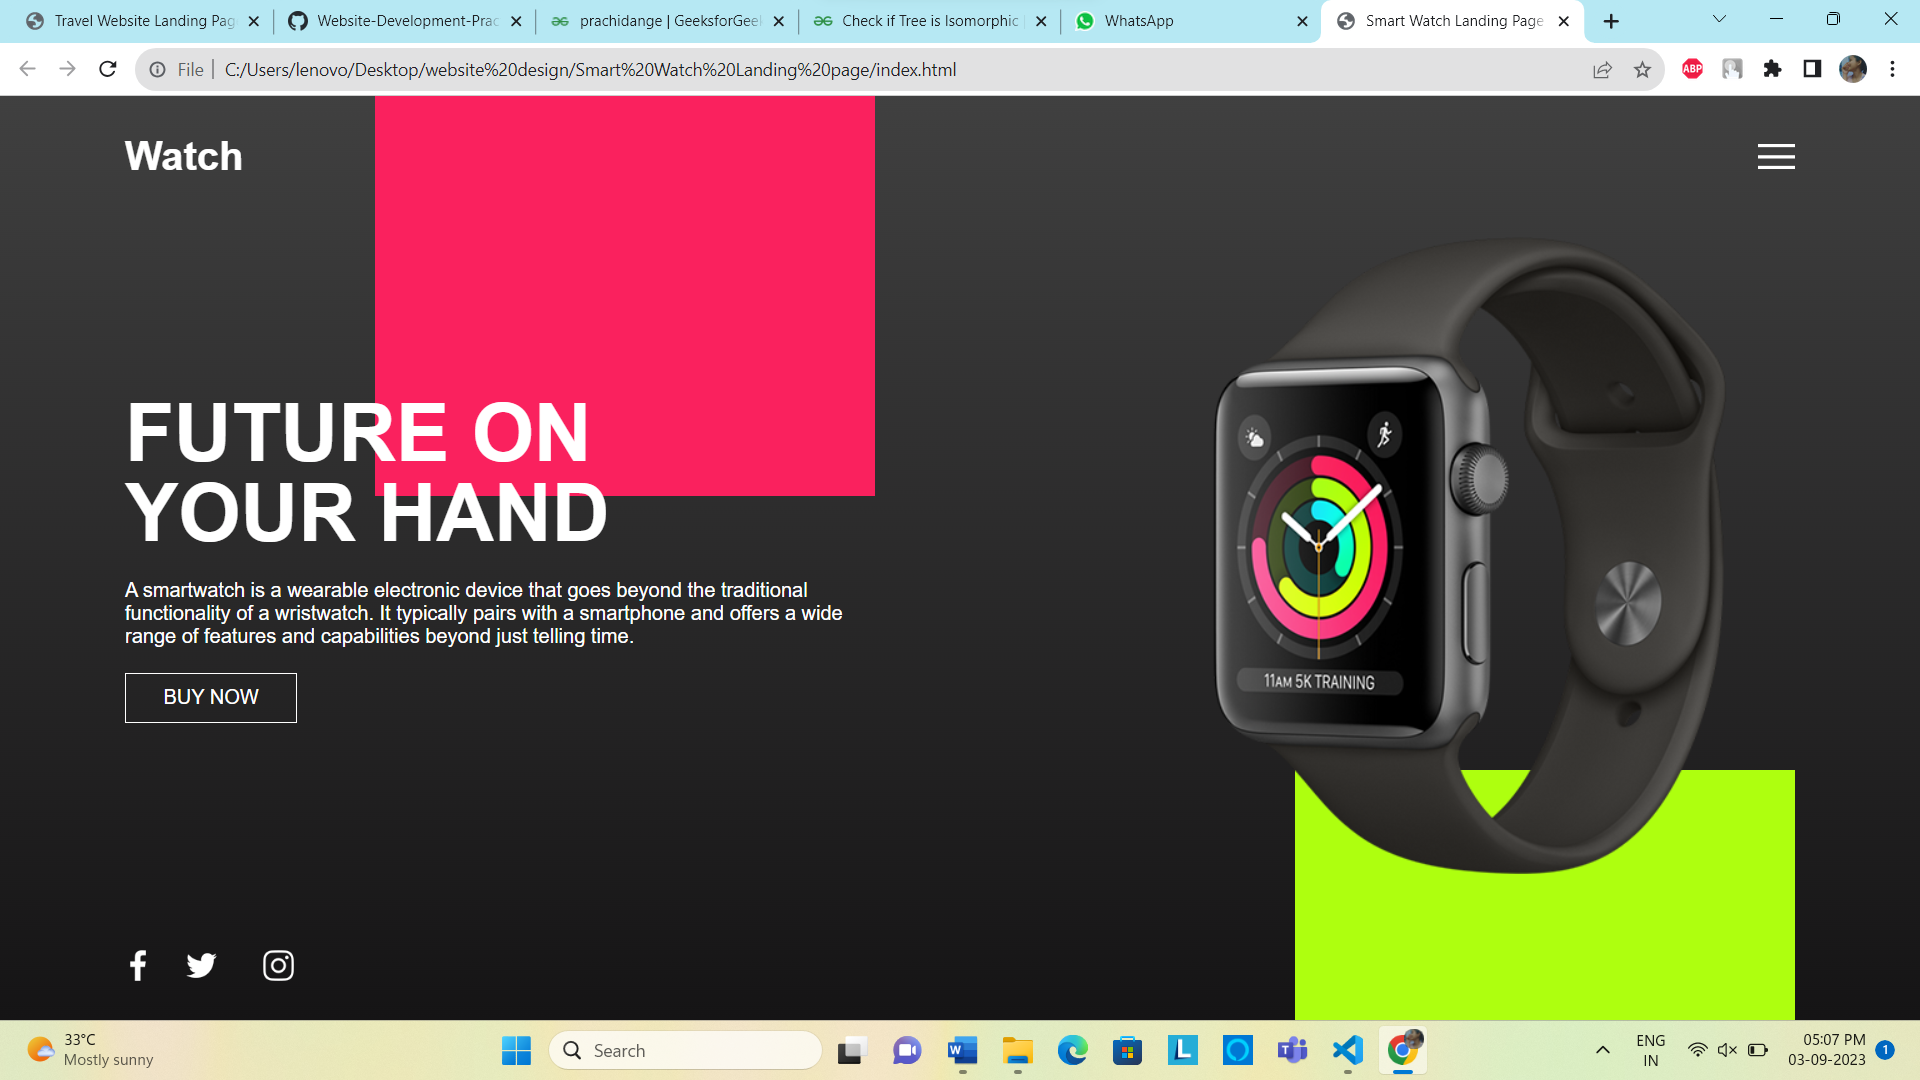 Travel Website Landing Pag
Website-Development-Prac
prachidange | GeeksforGeel
Check if Tree is Isomorphic |
WhatsApp
Smart Watch Landing Page
File | C:/Users/lenovo/Desktop/website%20design/Smart%20Watch%20Landing%20page/index.html
ABP
Watch
FUTURE ON
YOUR HAND
A smartwatch is a wearable electronic device that goes beyond the traditional
functionality of a wristwatch. It typically pairs with a smartphone and offers a wide
range of features and capabilities beyond just telling time.
BUY NOW
11AM 5K TRAINING
33°C
Mostly sunny
Search
ENG
IN
05:07 PM
03-09-2023
1